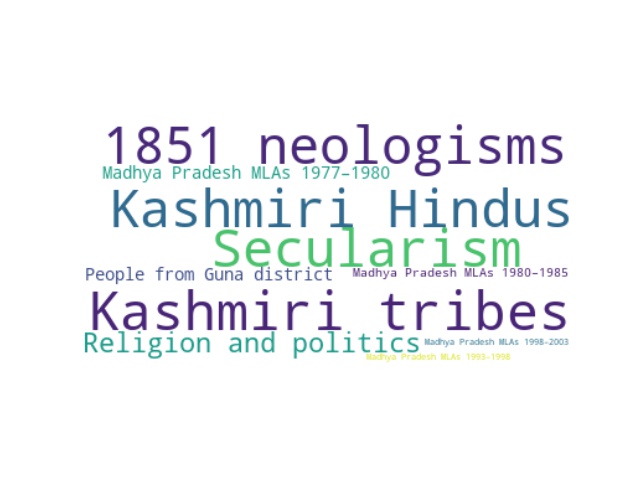 1851 neologisms
Madhya Pradesh MLAs 1977–1980
Kashmiri Hindus
Secularism
People from Guna district
Madhya Pradesh MLAs 1980–1985
Kashmiri tribes
Religion and politics
Madhya Pradesh MLAs 1998–2003
Madhya Pradesh MLAs 1993–1998